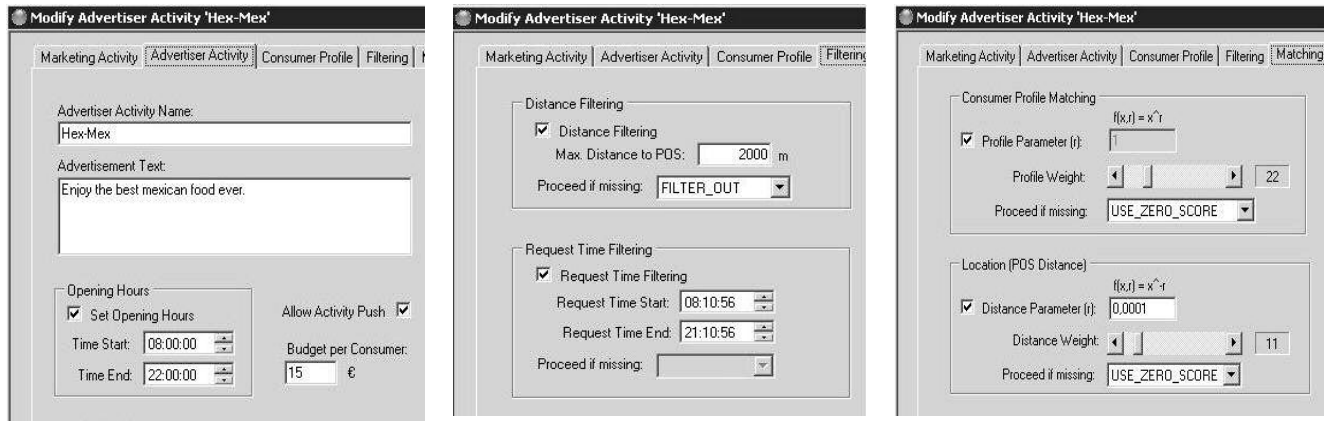 Modify Advertiser Activity 'Hex-Mex'
Marketing Activity Advertiser Activity Consumer Profile Filtering
Advertiser Activity Name:
Hex-Mex
Advertisement Text:
Enjoy the best mexican food ever.
Opening Hours
Set Opening Hours
Time Start: 08:00:00
Time End: 22:00:00
Allow Activity Push
Budget per Consumer:
15 €
Modify Advertiser Activity 'Hex-Mex'
Marketing Activity Advertiser Activity Consumer Profile Filtering
Distance Filtering
Distance Filtering
Max. Distance to POS: 2000 m
Proceed if missing: FILTER_OUT
Request Time Filtering
Request Time Filtering
Request Time Start: 08:10:56
Request Time End: 21:10:56
Proceed if missing:
Modify Advertiser Activity 'Hex-Mex'
Marketing Activity Advertiser Activity Consumer Profile Filtering Matching
Consumer Profile Matching
f(x,r) = x^r
Profile Parameter (r): 1
Profile Weight: 22
Proceed if missing: USE_ZERO_SCORE
Location (POS Distance)
f(x,r) = x^-r
Distance Parameter (r): 0,0001
Distance Weight: 11
Proceed if missing: USE_ZERO_SCORE